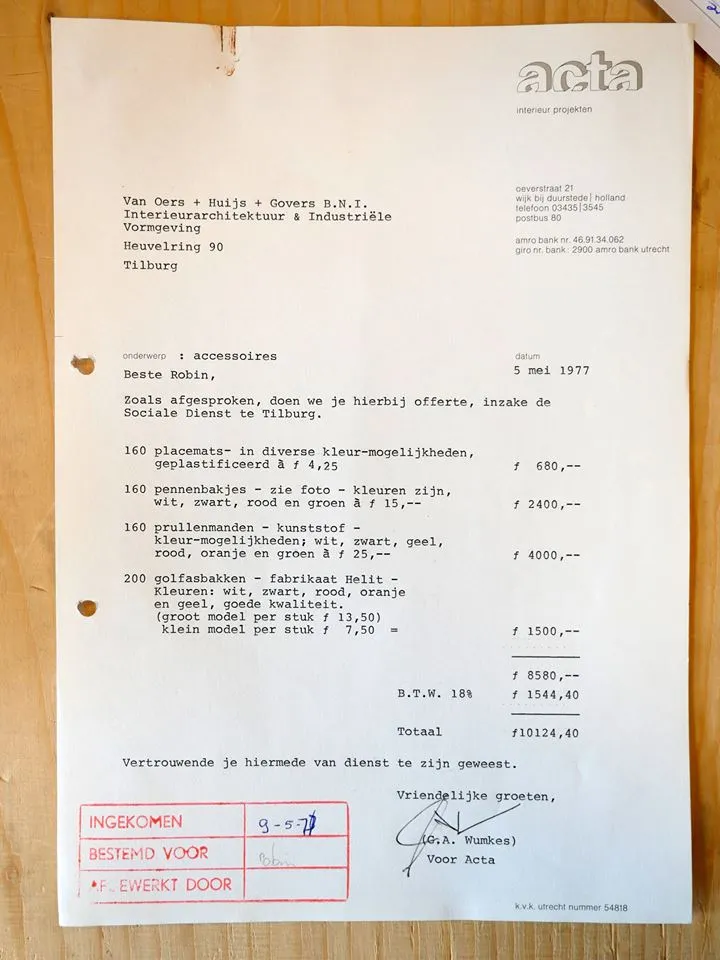 acta
interieur projekten
oeverstraat 21
wijk bij duurstede | holland
telefoon 03435|3545
postbus 80
amro bank nr. 46.91.34.062
giro nr. bank: 2900 amro bank utrecht
Van Oers + Huijs + Govers B.N.I.
Interieurarchitektuur & Industriële
Vormgeving
Heuvelring 90
Tilburg
onderwerp : accessoires
datum
5 mei 1977
Beste Robin,
Zoals afgesproken, doen we je hierbij offerte, inzake de
Sociale Dienst te Tilburg.
160 placemats- in diverse kleur-mogelijkheden,
geplastificeerd à ƒ 4,25 ƒ 680,--
160 pennenbakjes - zie foto - kleuren zijn,
wit, zwart, rood en groen à ƒ 15,-- ƒ 2400,--
160 prullenmanden - kunststof -
kleur-mogelijkheden; wit, zwart, geel,
rood, oranje en groen à ƒ 25,-- ƒ 4000,--
200 golfasbakken - fabrikaat Helit -
Kleuren: wit, zwart, rood, oranje
en geel, goede kwaliteit.
(groot model per stuk ƒ 13,50)
klein model per stuk ƒ 7,50 = ƒ 1500,--
ƒ 8580,--
B.T.W. 18% ƒ 1544,40
Totaal ƒ10124,40
Vertrouwende je hiermede van dienst te zijn geweest.
Vriendelijke groeten,
(G.A. Wumkes)
Voor Acta
INGEKOMEN 9-5-77
BESTEMD VOOR Robin
EWERKT DOOR
k.v.k. utrecht nummer 54818